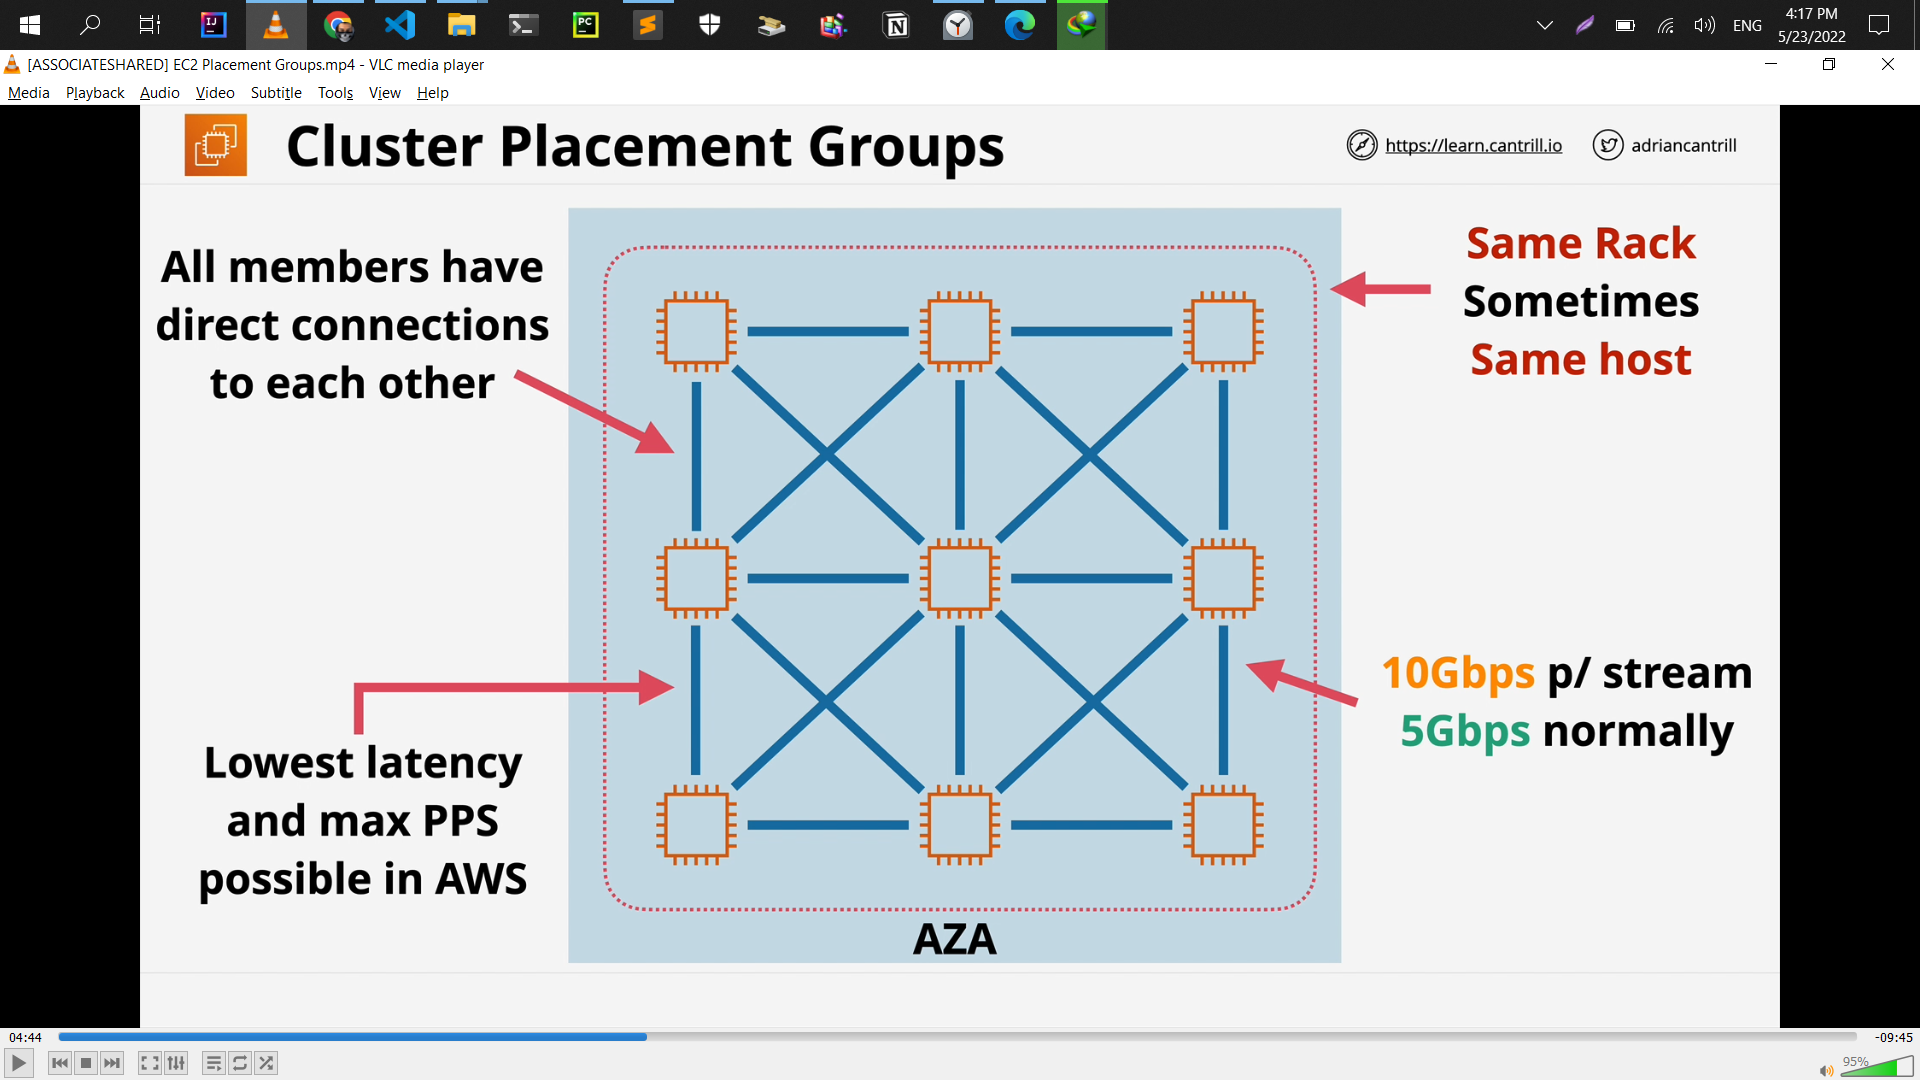 IJ
PC
N
ENG
4:17 PM
5/23/2022
[ASSOCIATESHARED] EC2 Placement Groups.mp4 - VLC media player
Media Playback Audio Video Subtitle Tools View Help
Cluster Placement Groups
https://learn.cantrill.io
adriancantrill
All members have
direct connections
to each other
Same Rack
Sometimes
Same host
Lowest latency
and max PPS
possible in AWS
10Gbps p/ stream
5Gbps normally
AZA
04:44
-09:45
95%